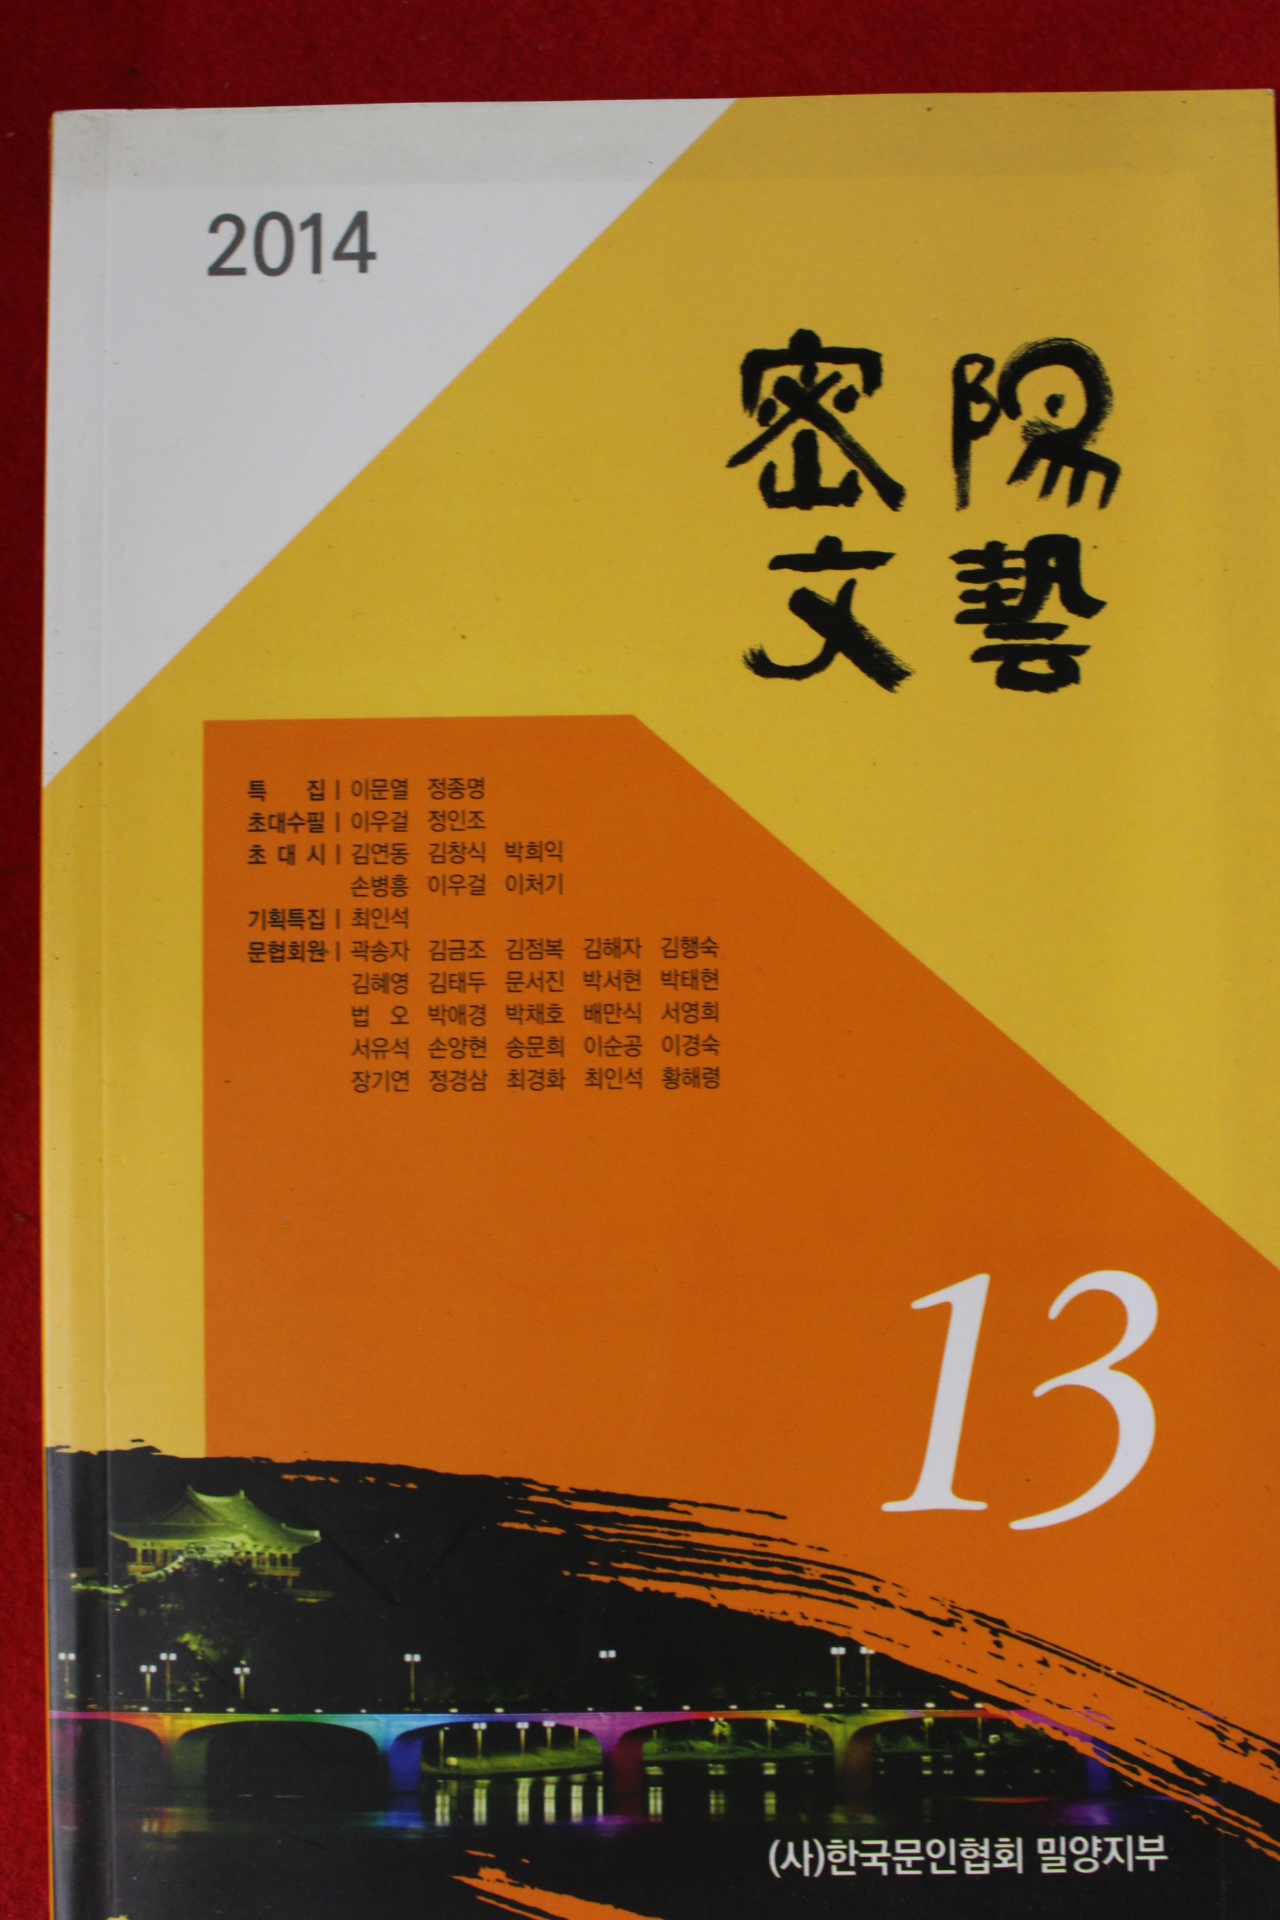 2014
密陽
文藝
특 집 | 이문열 정종명
초대수필 | 이우걸 정인조
초 대 시 | 김연동 김창식 박희익
손병흥 이우걸 이처기
기획특집 | 최인석
문협회원 | 곽송자 김금조 김점복 김해자 김행숙
김혜영 김태두 문서진 박서현 박태현
법 오 박애경 박채호 배만식 서영희
서유석 손양현 송문희 이순공 이경숙
장기연 정경삼 최경화 최인석 황해령
13
(사)한국문인협회 밀양지부